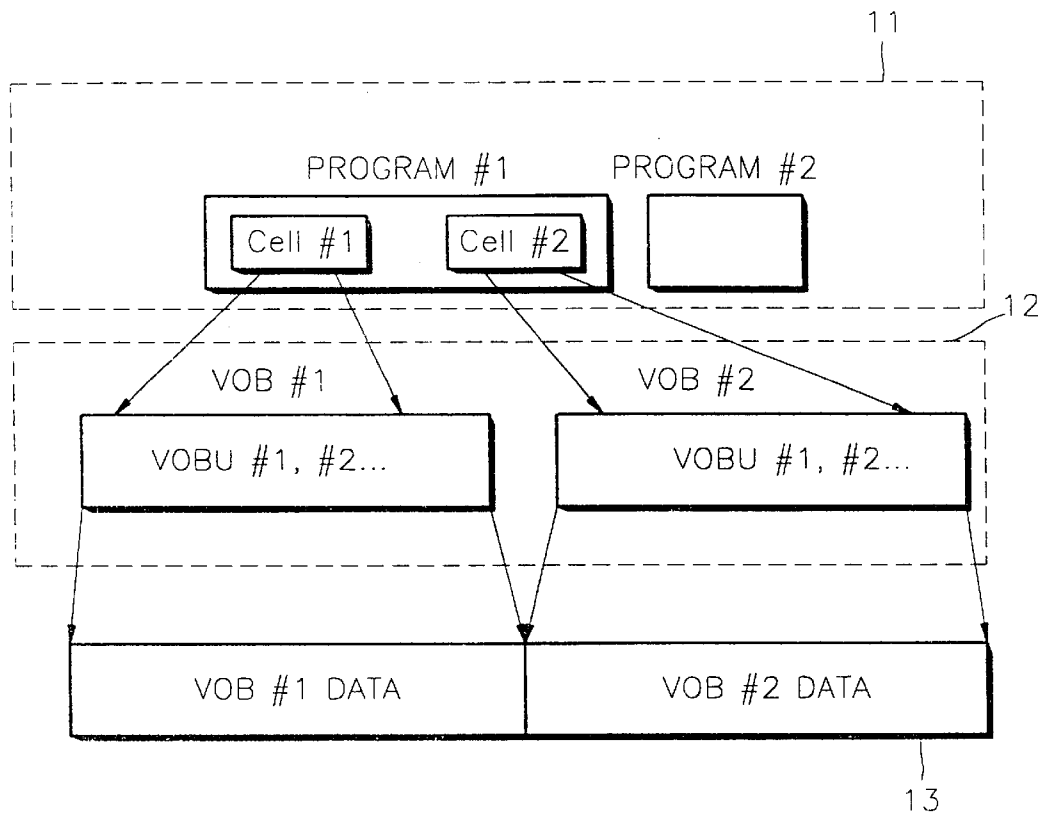 11
PROGRAM #1 PROGRAM #2
Cell #1 Cell #2
12
VOB #1 VOB #2
VOBU #1, #2... VOBU #1, #2...
VOB #1 DATA VOB #2 DATA
13